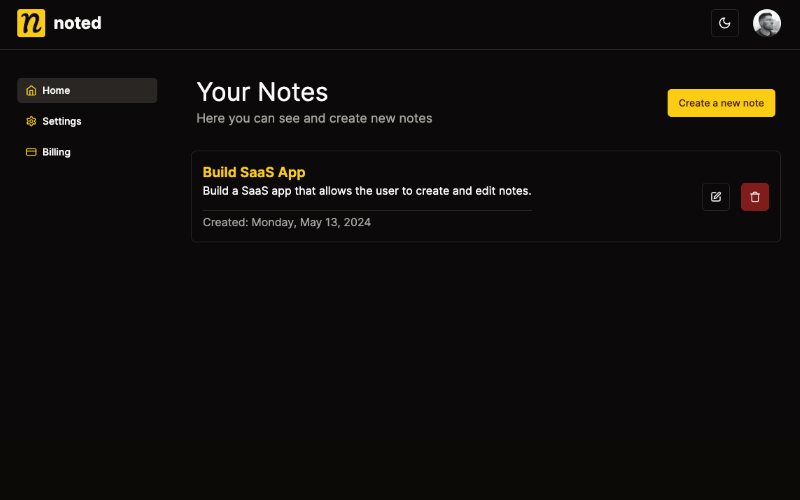 n noted
Home
Settings
Billing
Your Notes
Here you can see and create new notes
Create a new note
Build SaaS App
Build a SaaS app that allows the user to create and edit notes.
Created: Monday, May 13, 2024